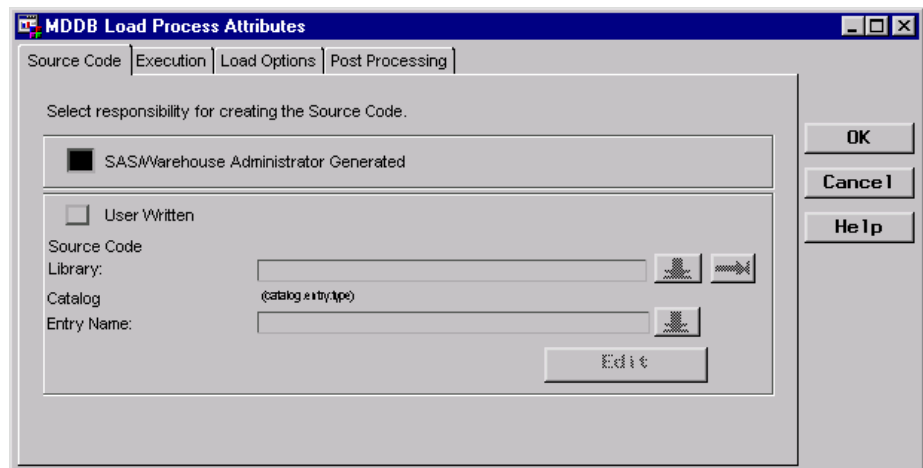 MDDB Load Process Attributes
Source Code Execution Load Options Post Processing
Select responsibility for creating the Source Code.
OK
SAS/Warehouse Administrator Generated
Cancel
User Written
Help
Source Code
Library:
Catalog (catalog.entry.type)
Entry Name:
Edit